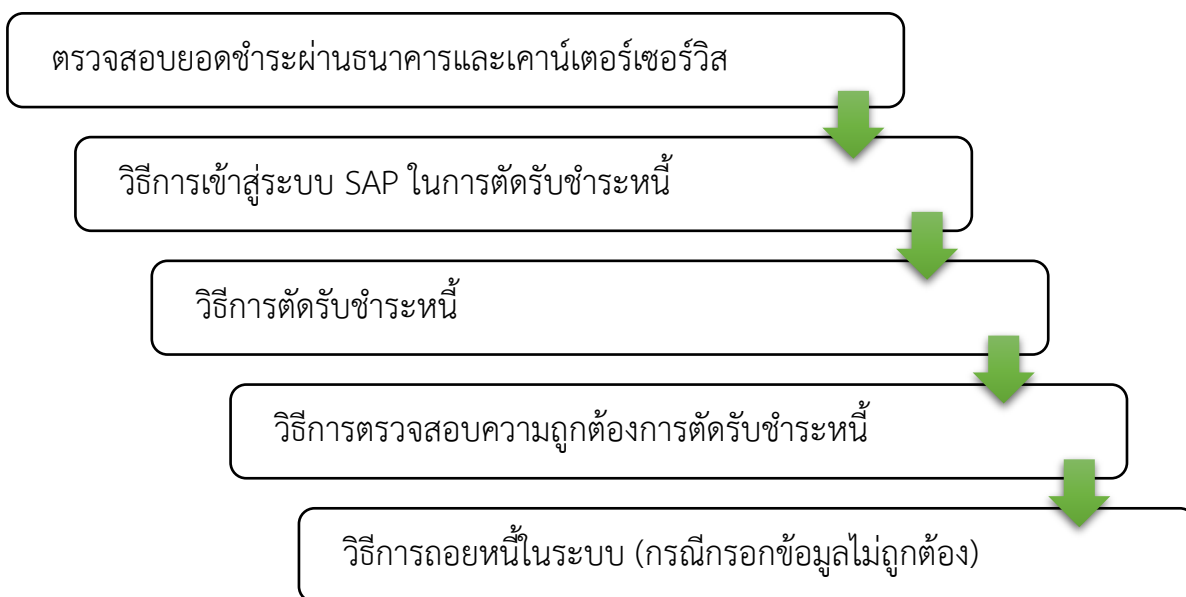 ตรวจสอบยอดชำระผ่านธนาคารและเคาน์เตอร์เซอร์วิส
วิธีการเข้าสู่ระบบ SAP ในการตัดรับชำระหนี้
วิธีการตัดรับชำระหนี้
วิธีการตรวจสอบความถูกต้องการตัดรับชำระหนี้
วิธีการถอยหนี้ในระบบ (กรณีกรอกข้อมูลไม่ถูกต้อง)